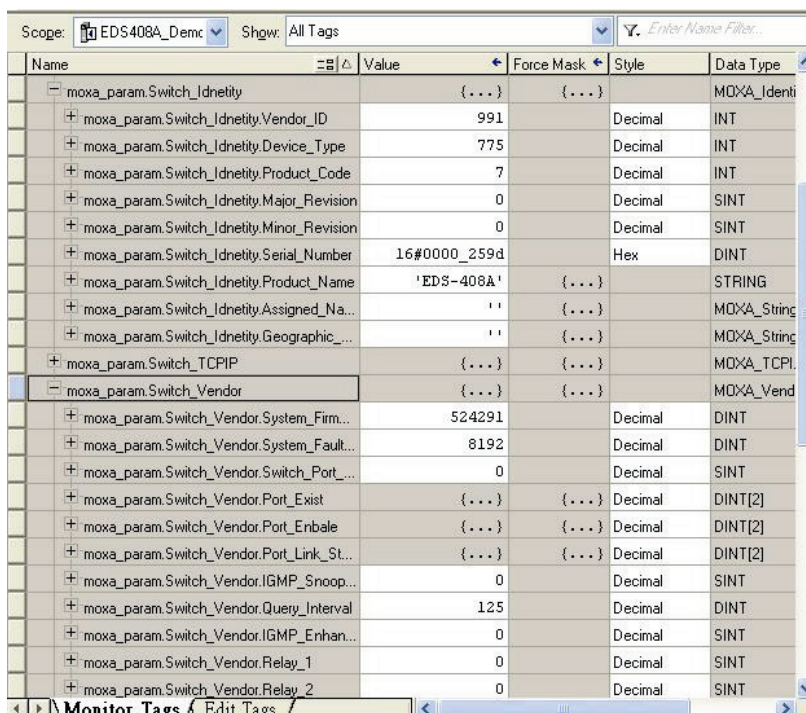 Scope: EDS408A_Demc Show: All Tags Enter Name Filter...
Name Value Force Mask Style Data Type
moxa_param.Switch_Idnetity {...} {...} MOXA_Identi
moxa_param.Switch_Idnetity.Vendor_ID 991 Decimal INT
moxa_param.Switch_Idnetity.Device_Type 775 Decimal INT
moxa_param.Switch_Idnetity.Product_Code 7 Decimal INT
moxa_param.Switch_Idnetity.Major_Revision 0 Decimal SINT
moxa_param.Switch_Idnetity.Minor_Revision 0 Decimal SINT
moxa_param.Switch_Idnetity.Serial_Number 16#0000_259d Hex DINT
moxa_param.Switch_Idnetity.Product_Name 'EDS-408A' {...} STRING
moxa_param.Switch_Idnetity.Assigned_Na... '' {...} MOXA_String
moxa_param.Switch_Idnetity.Geographic_... '' {...} MOXA_String
moxa_param.Switch_TCPIP {...} {...} MOXA_TCPI.
moxa_param.Switch_Vendor {...} {...} MOXA_Vend
moxa_param.Switch_Vendor.System_Firm... 524291 Decimal DINT
moxa_param.Switch_Vendor.System_Fault... 8192 Decimal DINT
moxa_param.Switch_Vendor.Switch_Port_... 0 Decimal SINT
moxa_param.Switch_Vendor.Port_Exist {...} {...} Decimal DINT[2]
moxa_param.Switch_Vendor.Port_Enbale {...} {...} Decimal DINT[2]
moxa_param.Switch_Vendor.Port_Link_St... {...} {...} Decimal DINT[2]
moxa_param.Switch_Vendor.IGMP_Snoop... 0 Decimal SINT
moxa_param.Switch_Vendor.Query_Interval 125 Decimal DINT
moxa_param.Switch_Vendor.IGMP_Enhan... 0 Decimal SINT
moxa_param.Switch_Vendor.Relay_1 0 Decimal SINT
moxa_param.Switch_Vendor.Relay_2 0 Decimal SINT
Monitor Tags Edit Tags